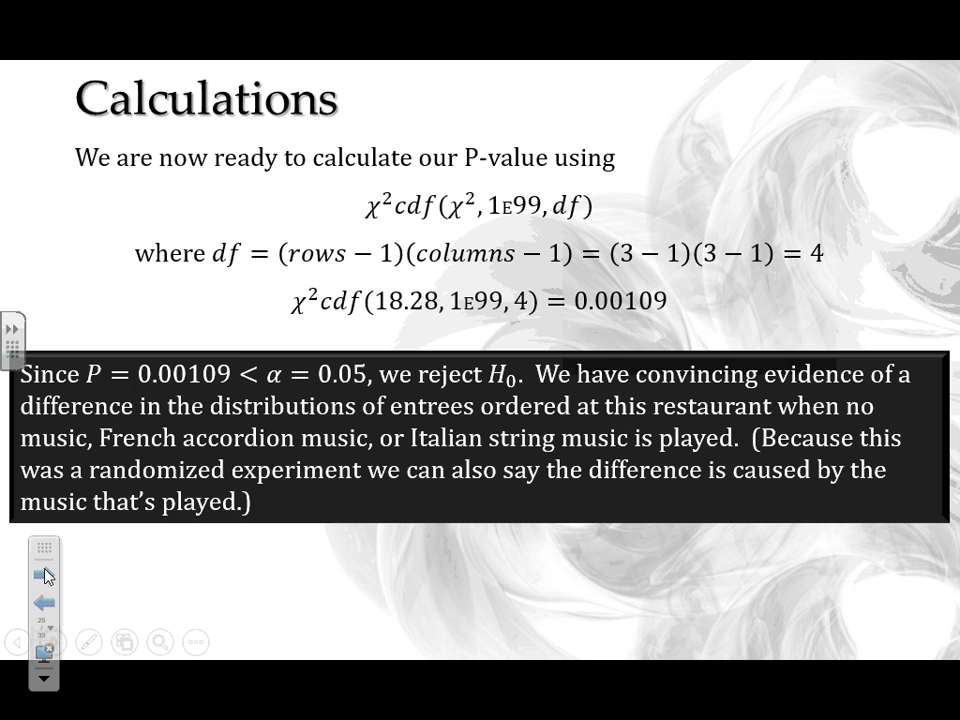 Calculations
We are now ready to calculate our P-value using
χ²cdf(χ², 1ᴇ99, df)
where df = (rows − 1)(columns − 1) = (3 − 1)(3 − 1) = 4
χ²cdf(18.28, 1ᴇ99, 4) = 0.00109
Since P = 0.00109 < α = 0.05, we reject H₀. We have convincing evidence of a
difference in the distributions of entrees ordered at this restaurant when no
music, French accordion music, or Italian string music is played. (Because this
was a randomized experiment we can also say the difference is caused by the
music that’s played.)
25
/
33